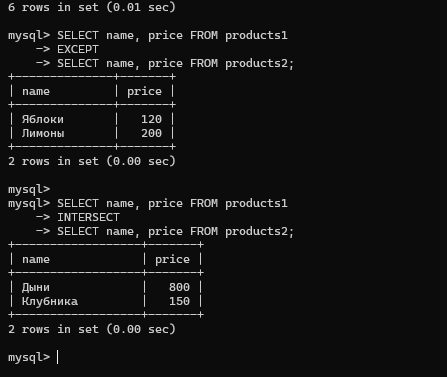 6 rows in set (0.01 sec)
mysql> SELECT name, price FROM products1
    -> EXCEPT
    -> SELECT name, price FROM products2;
+--------------+-------+
| name         | price |
+--------------+-------+
| Яблоки       |   120 |
| Лимоны       |   200 |
+--------------+-------+
2 rows in set (0.00 sec)
mysql>
mysql> SELECT name, price FROM products1
    -> INTERSECT
    -> SELECT name, price FROM products2;
+------------------+-------+
| name             | price |
+------------------+-------+
| Дыни             |   800 |
| Клубника         |   150 |
+------------------+-------+
2 rows in set (0.00 sec)
mysql>